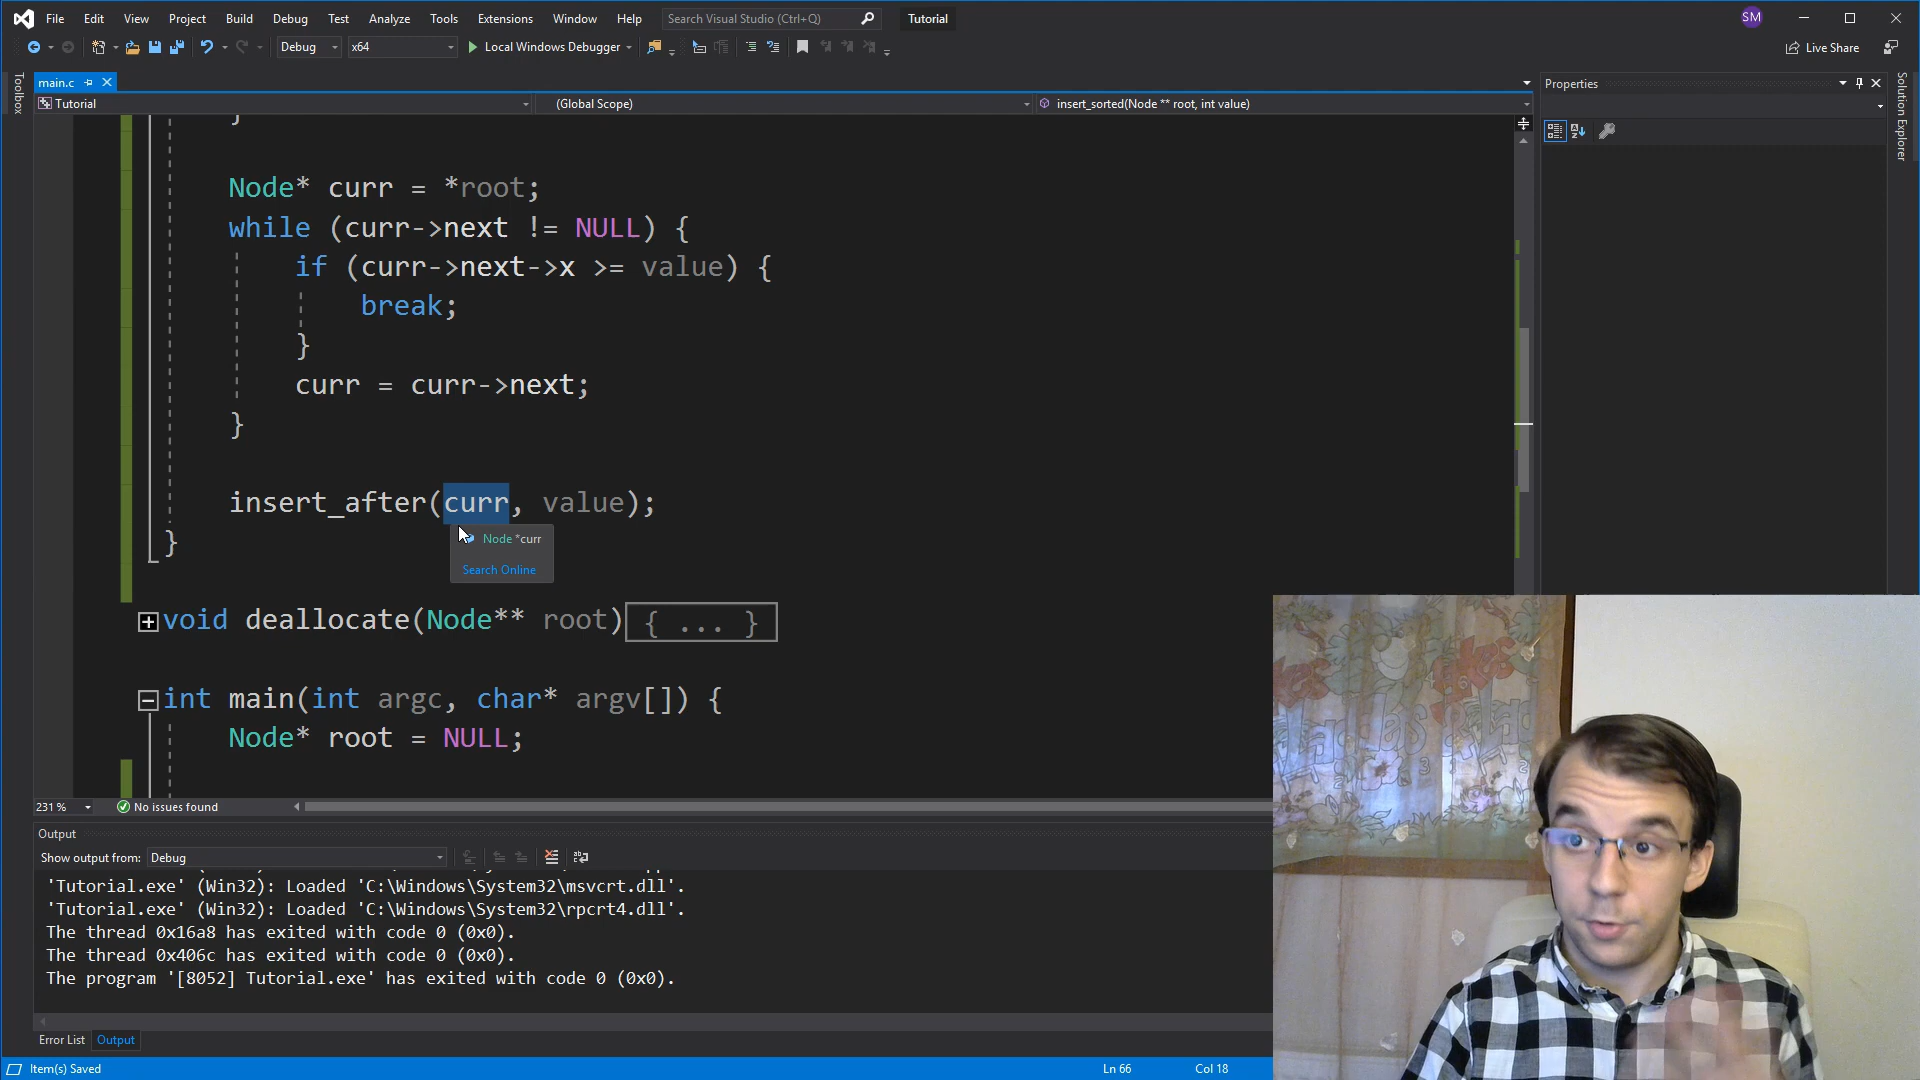 File Edit View Project Build Debug Test Analyze Tools Extensions Window Help Search Visual Studio (Ctrl+Q) Tutorial SM
Debug x64 Local Windows Debugger Live Share
Toolbox
main.c
Properties
Solution Explorer
Tutorial (Global Scope) insert_sorted(Node ** root, int value)
}
Node* curr = *root;
while (curr->next != NULL) {
if (curr->next->x >= value) {
break;
}
curr = curr->next;
}
insert_after(curr, value);
Node *curr
Search Online
}
void deallocate(Node** root) { ... }
int main(int argc, char* argv[]) {
Node* root = NULL;
231 % No issues found
Output
Show output from: Debug
'Tutorial.exe' (Win32): Loaded 'C:\Windows\System32\msvcrt.dll'.
'Tutorial.exe' (Win32): Loaded 'C:\Windows\System32\rpcrt4.dll'.
The thread 0x16a8 has exited with code 0 (0x0).
The thread 0x406c has exited with code 0 (0x0).
The program '[8052] Tutorial.exe' has exited with code 0 (0x0).
Error List Output
Item(s) Saved Ln 66 Col 18